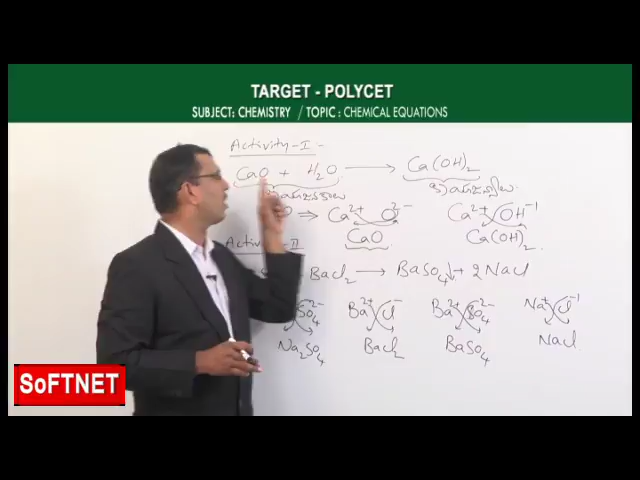 TARGET - POLYCET
SUBJECT: CHEMISTRY / TOPIC : CHEMICAL EQUATIONS
Activity-I -
CaO + H₂O → Ca(OH)₂
O ⇒ Ca²⁺ O²⁻ Ca²⁺ OH⁻¹
CaO Ca(OH)₂
Activity-II
BaCl₂ → BaSO₄↓ + 2NaCl
SO₄²⁻ Ba²⁺ Cl⁻ Ba²⁺ SO₄²⁻ Na⁺ Cl⁻¹
Na₂SO₄ BaCl₂ BaSO₄ NaCl
SoFTNET